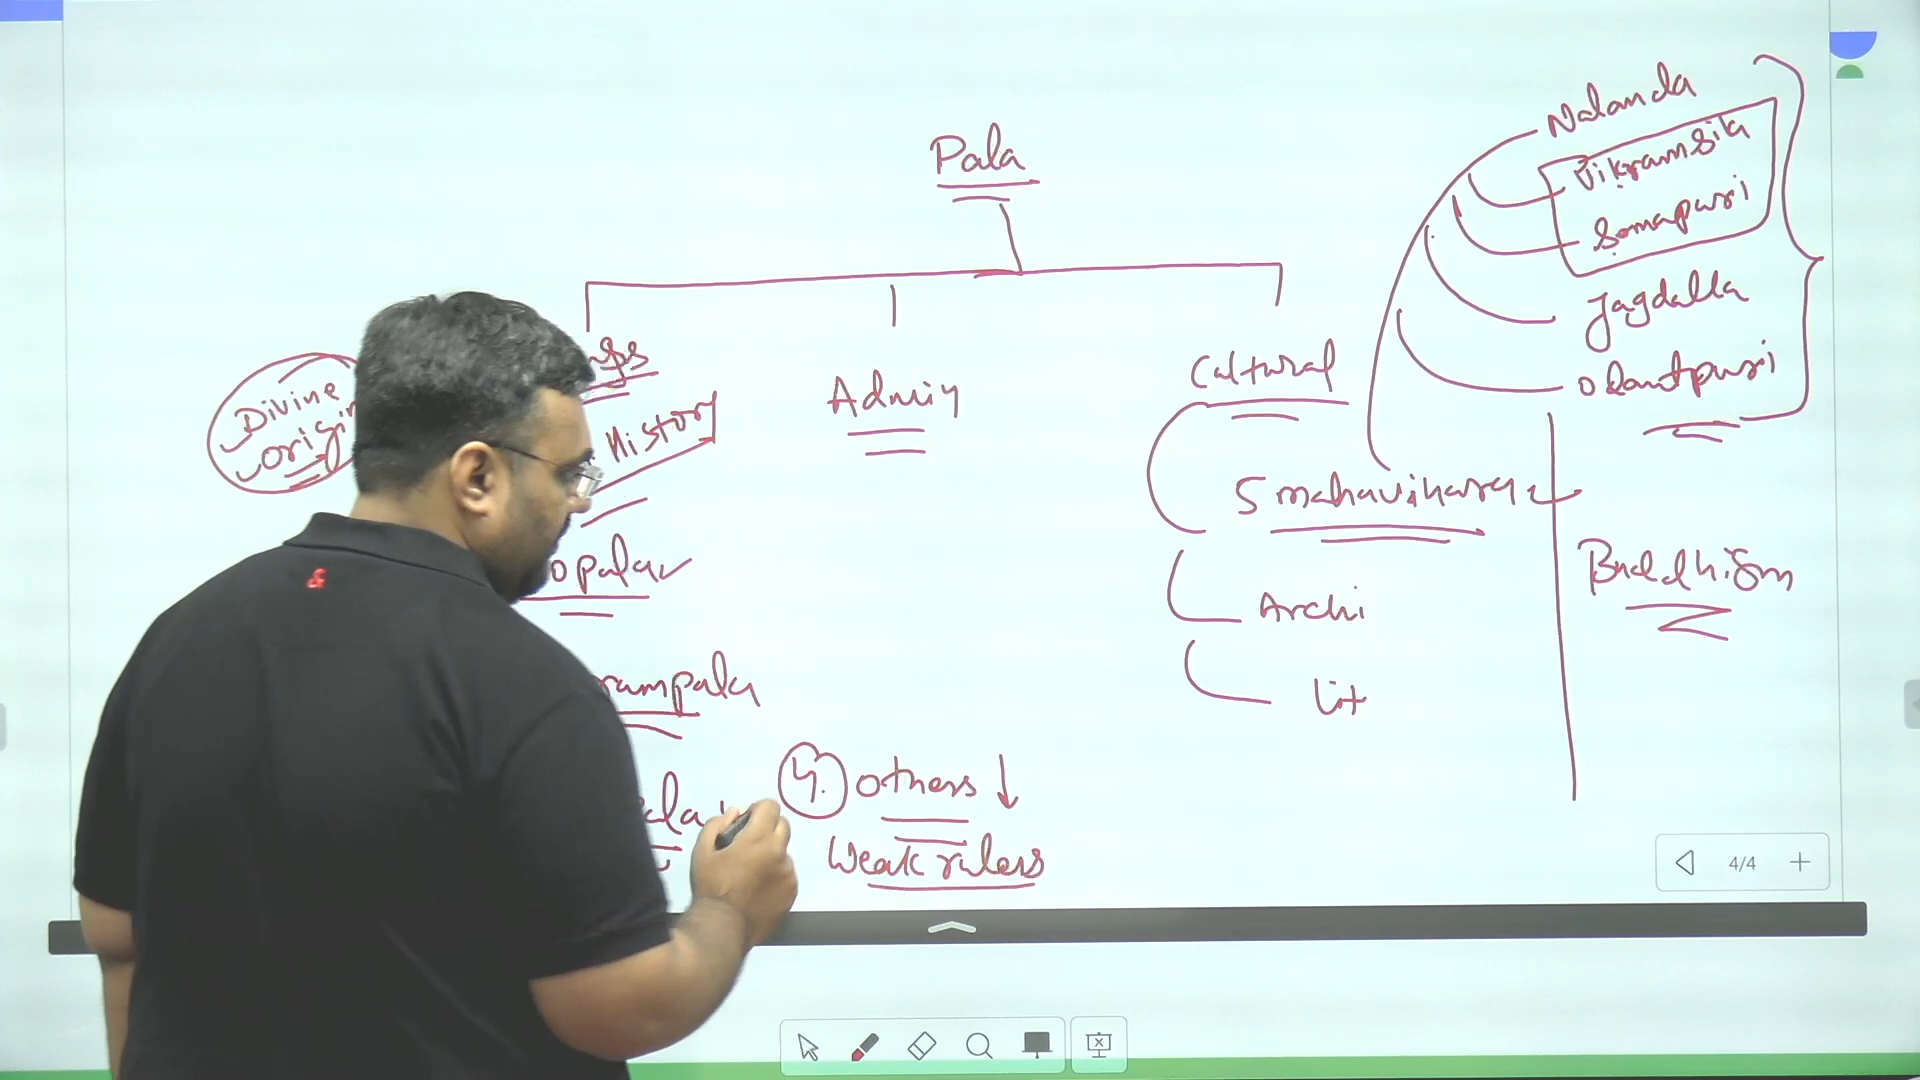 Pala
Divine
origin
History
Admin
Cultural
Nalanda
Vikramsila
Somapuri
Jagdalla
Odantpuri
5 mahaviharas
Buddhism
Archi
Lit
4. Others ↓
Weak rulers
4/4